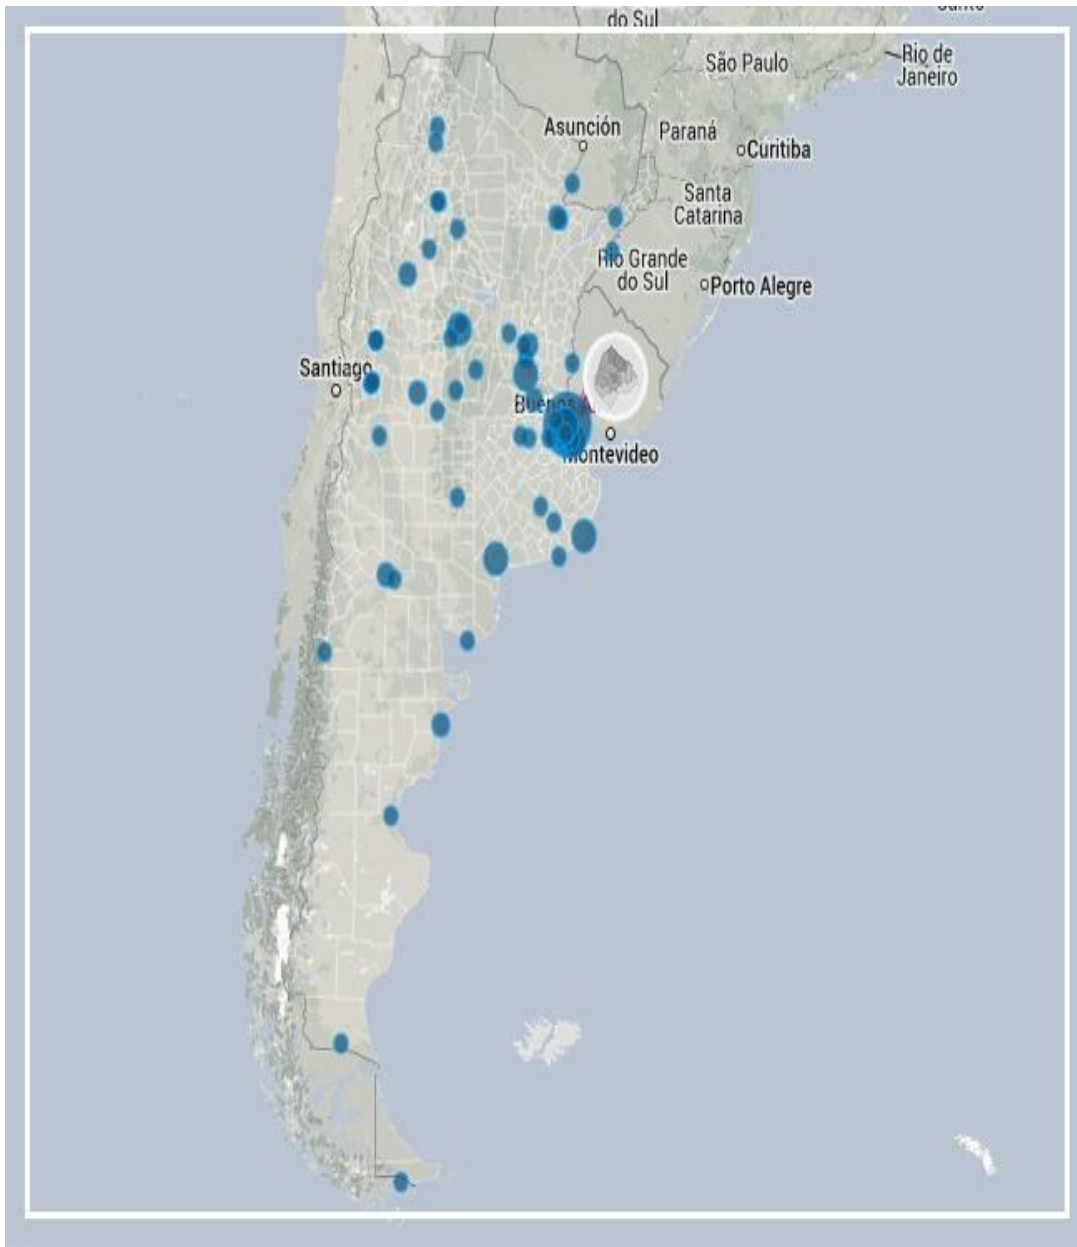 do Sul
São Paulo
Rio de
Janeiro
Asunción
Paraná
Curitiba
Santa
Catarina
Rio Grande
do Sul
Porto Alegre
Santiago
Buenos A.
Montevideo